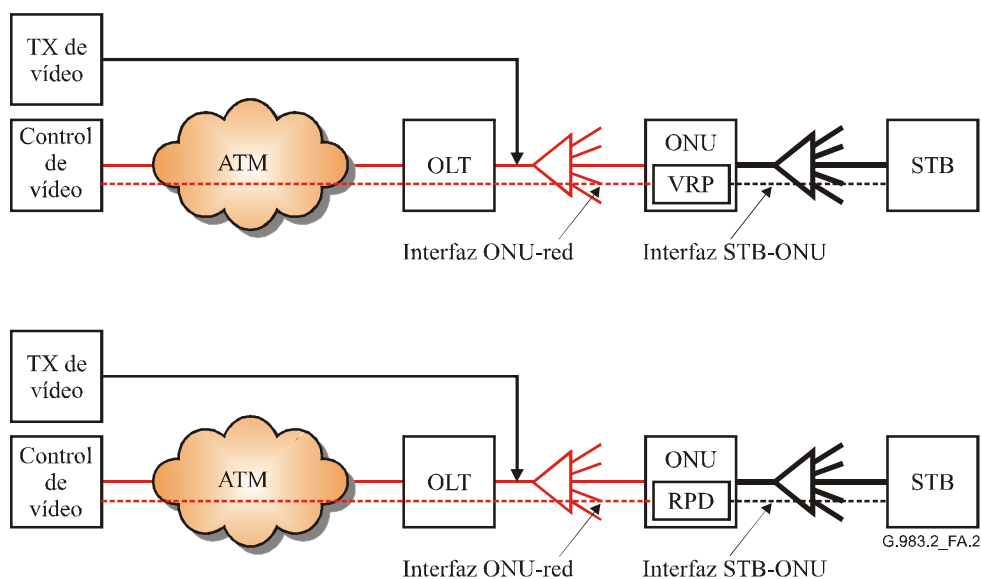 TX de
vídeo
Control
de
vídeo
ATM
OLT
ONU
VRP
STB
Interfaz ONU-red
Interfaz STB-ONU
TX de
vídeo
Control
de
vídeo
ATM
OLT
ONU
RPD
STB
G.983.2_FA.2
Interfaz ONU-red
Interfaz STB-ONU